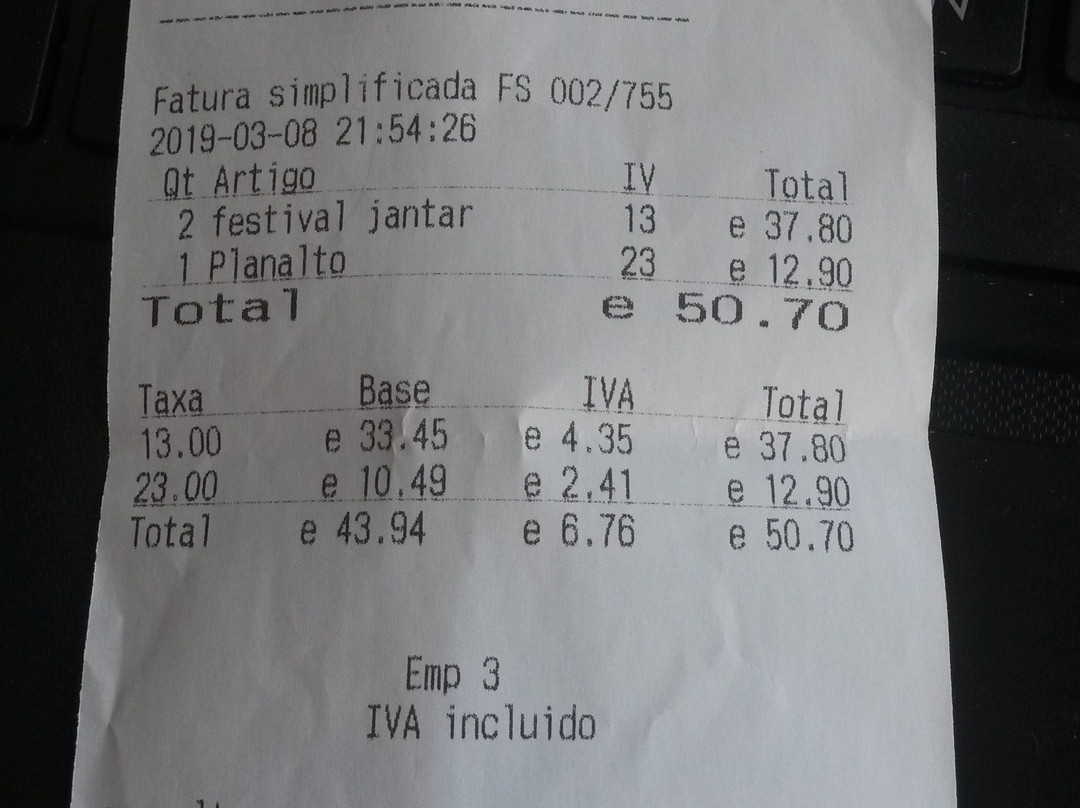 Fatura simplificada FS 002/755
2019-03-08 21:54:26
Qt Artigo IV Total
2 festival jantar 13 e 37.80
1 Planalto 23 e 12.90
Total e 50.70
Taxa Base IVA Total
13.00 e 33.45 e 4.35 e 37.80
23.00 e 10.49 e 2.41 e 12.90
Total e 43.94 e 6.76 e 50.70
Emp 3
IVA incluido